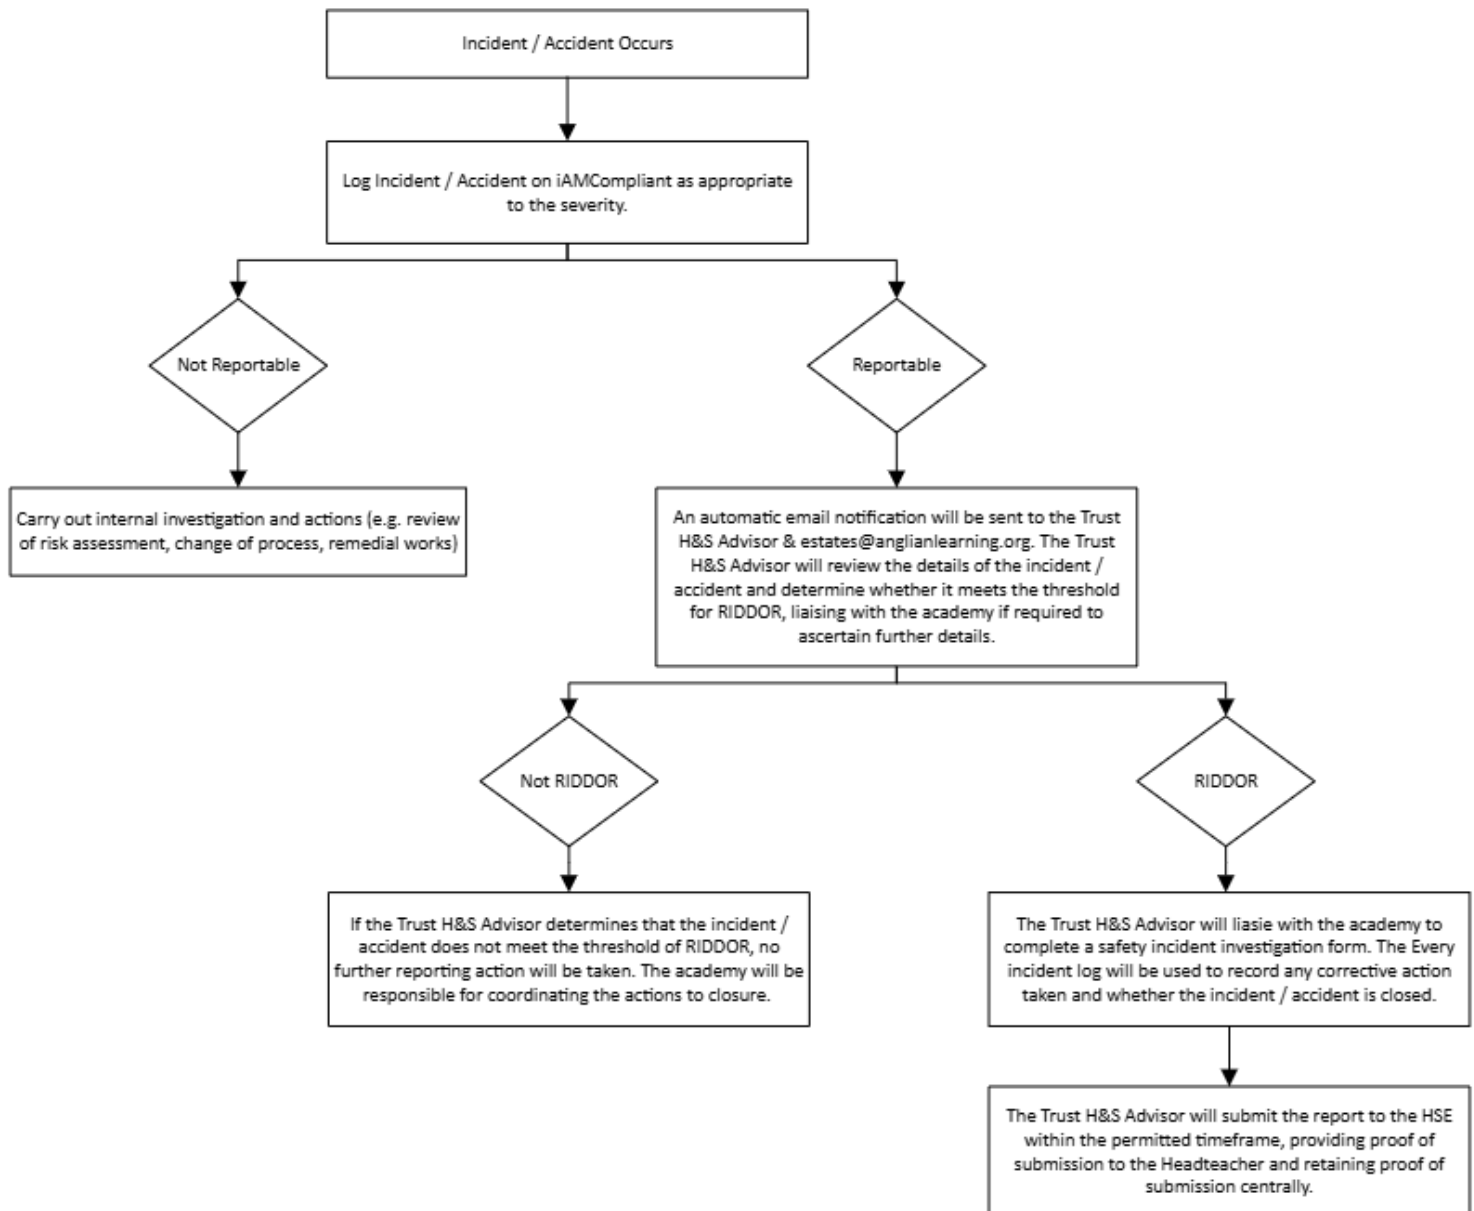 Incident / Accident Occurs
Log Incident / Accident on iAMCompliant as appropriate
to the severity.
Not Reportable
Reportable
Carry out internal investigation and actions (e.g. review
of risk assessment, change of process, remedial works)
An automatic email notification will be sent to the Trust
H&S Advisor & estates@anglianlearning.org. The Trust
H&S Advisor will review the details of the incident /
accident and determine whether it meets the threshold
for RIDDOR, liaising with the academy if required to
ascertain further details.
Not RIDDOR
RIDDOR
If the Trust H&S Advisor determines that the incident /
accident does not meet the threshold of RIDDOR, no
further reporting action will be taken. The academy will be
responsible for coordinating the actions to closure.
The Trust H&S Advisor will liasie with the academy to
complete a safety incident investigation form. The Every
incident log will be used to record any corrective action
taken and whether the incident / accident is closed.
The Trust H&S Advisor will submit the report to the HSE
within the permitted timeframe, providing proof of
submission to the Headteacher and retaining proof of
submission centrally.